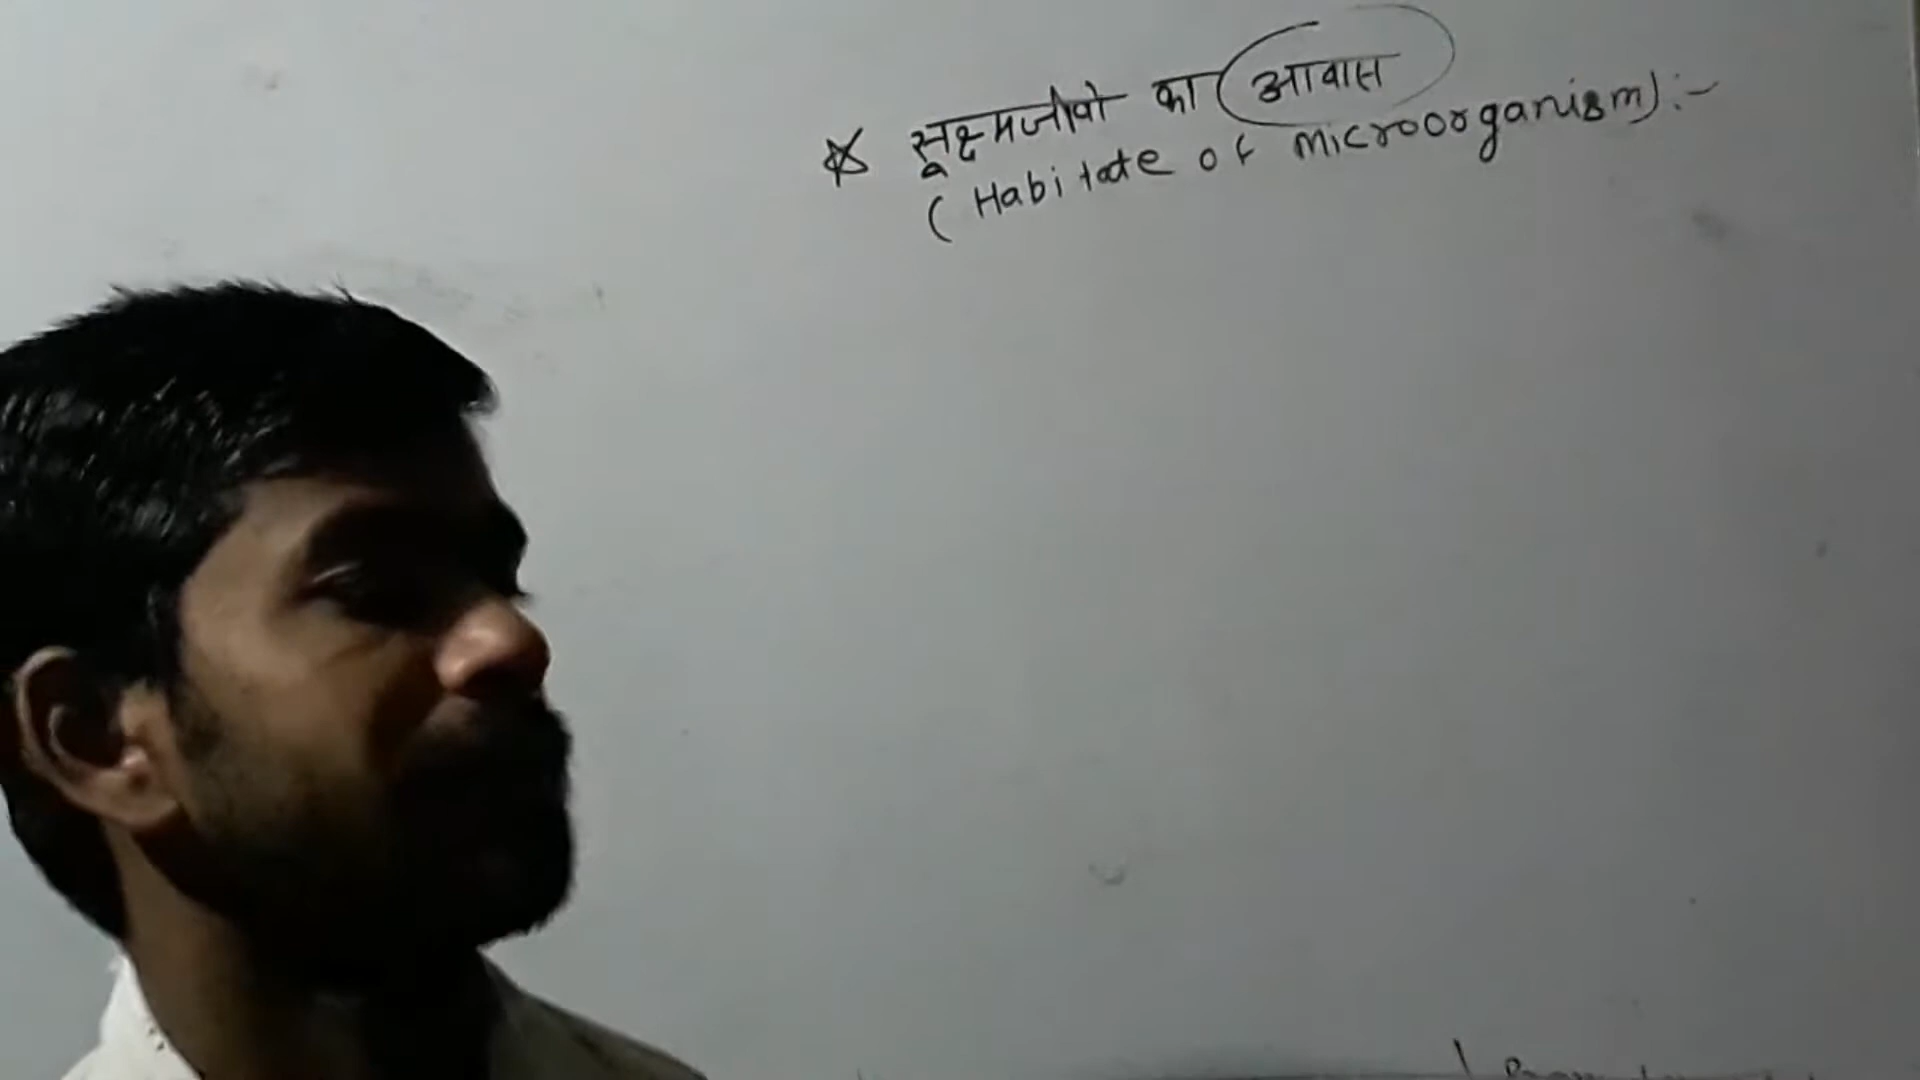 ☆ सूक्ष्मजीवो का आवास
(Habitate of microorganism):-